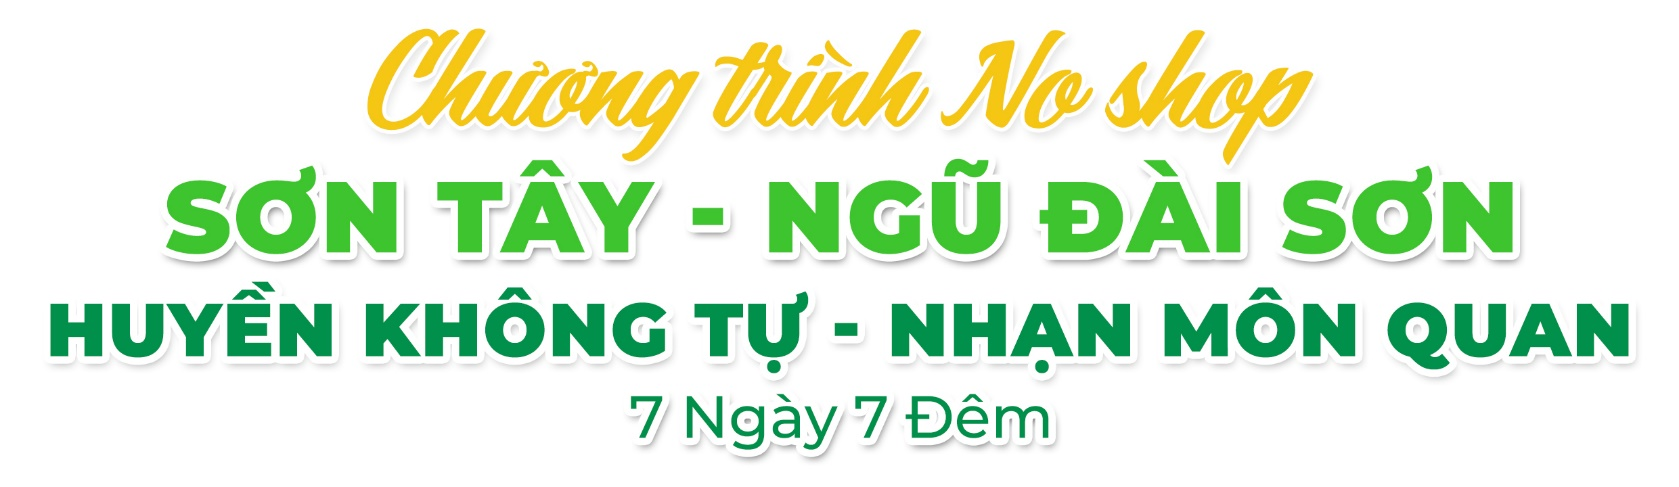 Chương trình No shop
SƠN TÂY - NGŨ ĐÀI SƠN
HUYỀN KHÔNG TỰ - NHẠN MÔN QUAN
7 Ngày 7 Đêm